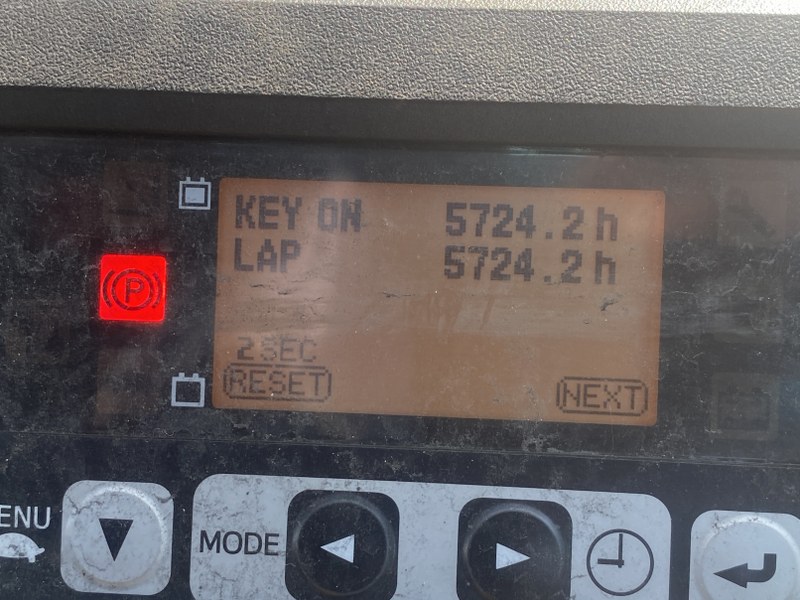 KEY ON 5724.2 h
LAP 5724.2 h
P
2 SEC
RESET NEXT
ENU
MODE